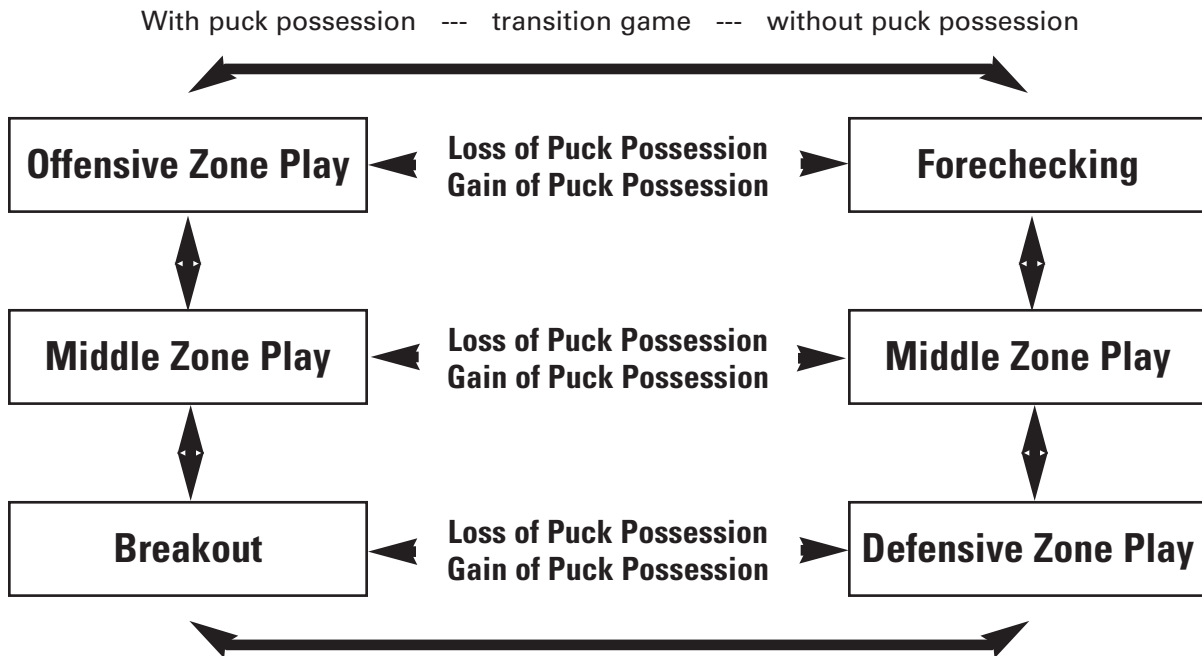 With puck possession --- transition game --- without puck possession
Offensive Zone Play
Loss of Puck Possession
Gain of Puck Possession
Forechecking
Middle Zone Play
Loss of Puck Possession
Gain of Puck Possession
Middle Zone Play
Breakout
Loss of Puck Possession
Gain of Puck Possession
Defensive Zone Play